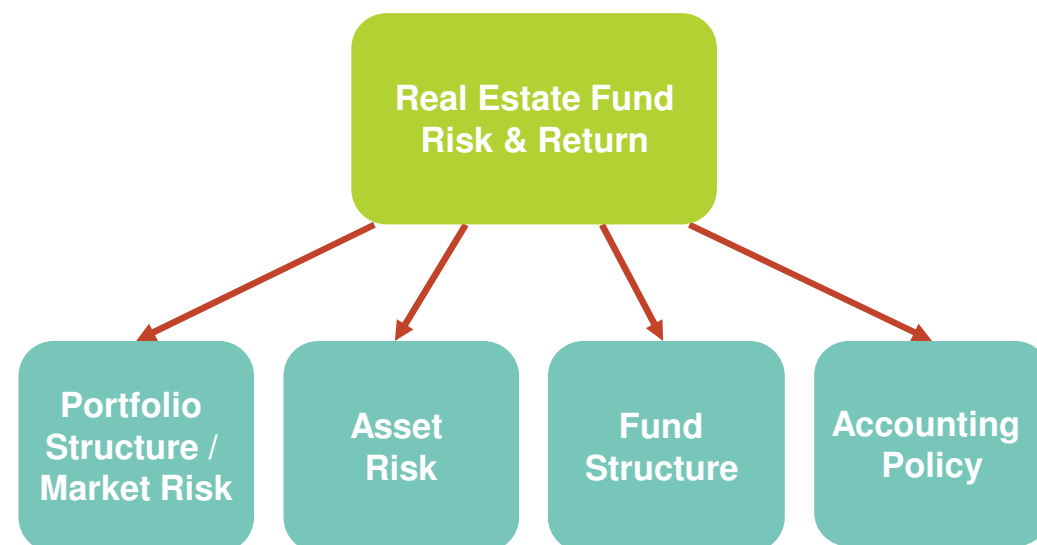 Real Estate Fund
Risk & Return
Portfolio
Structure /
Market Risk
Asset
Risk
Fund
Structure
Accounting
Policy